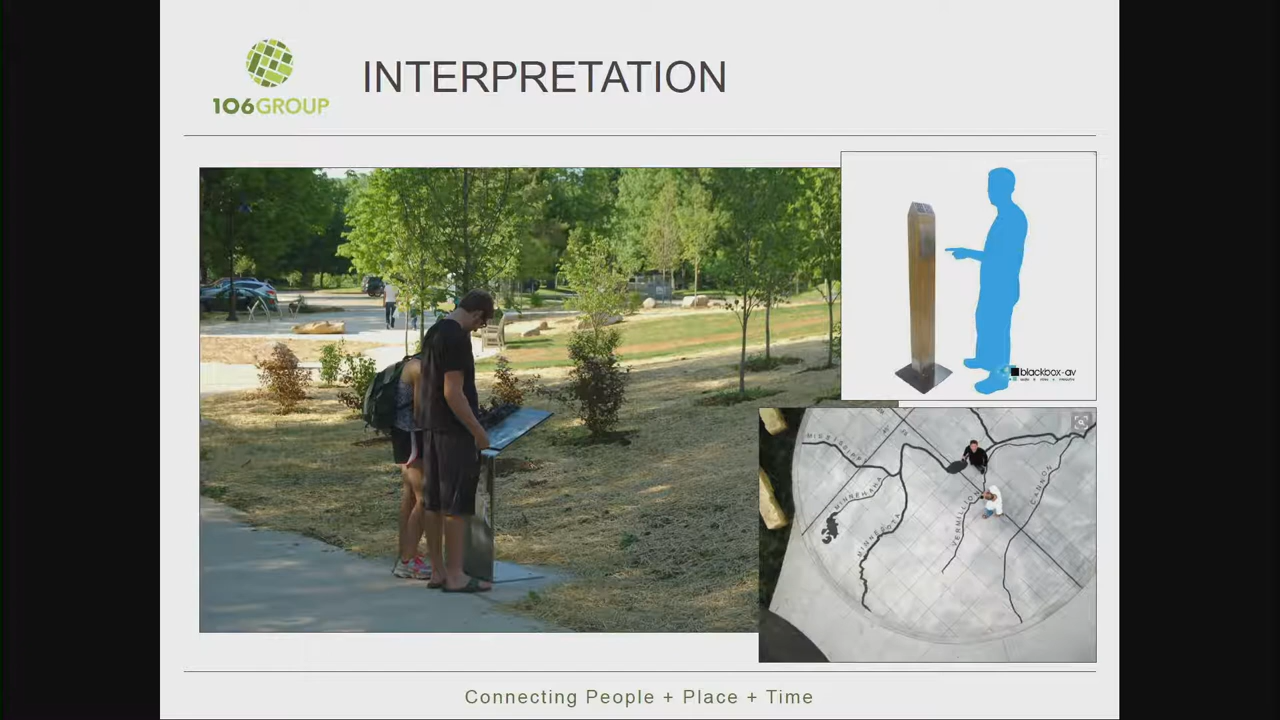 106GROUP
INTERPRETATION
blackbox-av
MISSISSIPPI
MINNEHAHA
MINNESOTA
VERMILLION
CANNON
Connecting People + Place + Time